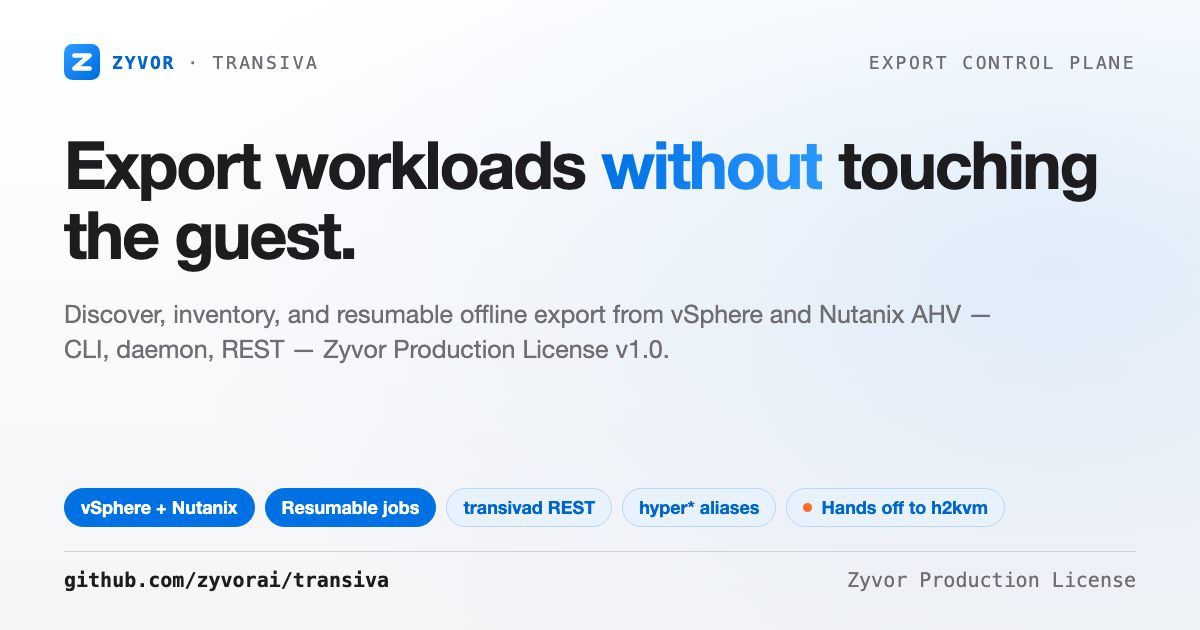 Z ZYVOR · TRANSIVA
EXPORT CONTROL PLANE
Export workloads without touching
the guest.
Discover, inventory, and resumable offline export from vSphere and Nutanix AHV —
CLI, daemon, REST — Zyvor Production License v1.0.
vSphere + Nutanix
Resumable jobs
transivad REST
hyper* aliases
Hands off to h2kvm
github.com/zyvorai/transiva
Zyvor Production License